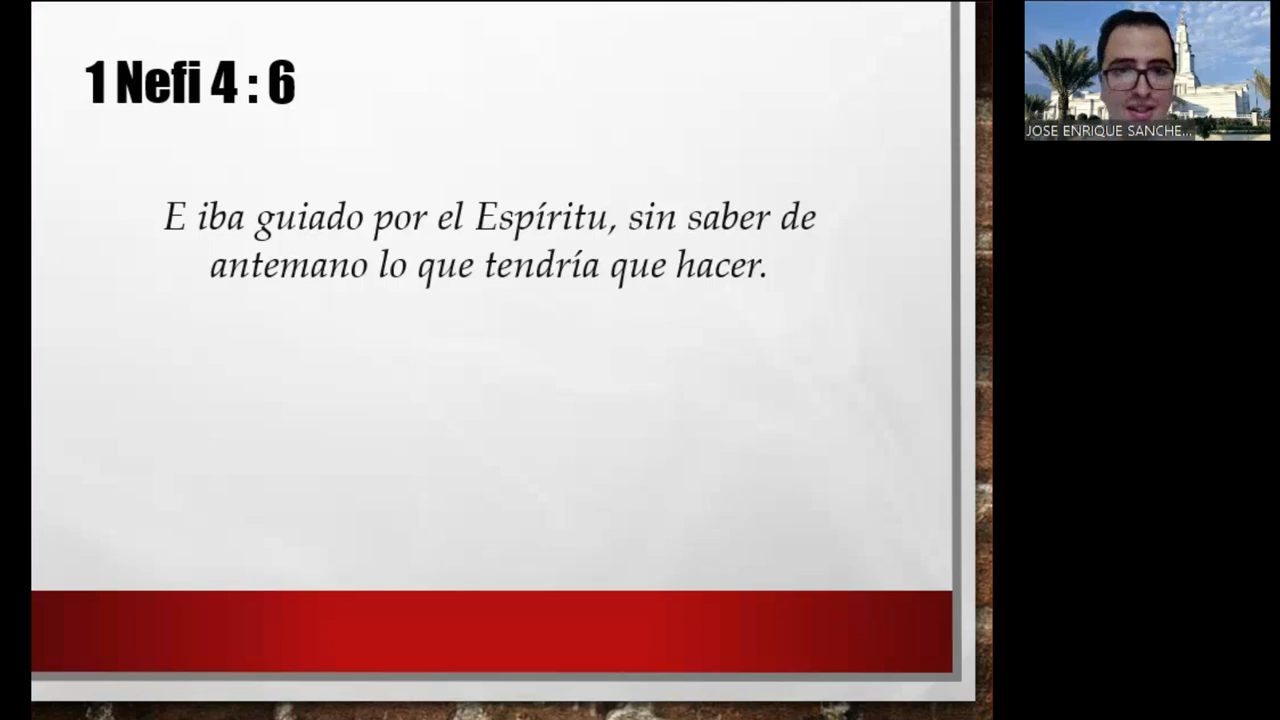 1 Nefi 4 : 6
E iba guiado por el Espíritu, sin saber de
antemano lo que tendría que hacer.
JOSE ENRIQUE SANCHE...